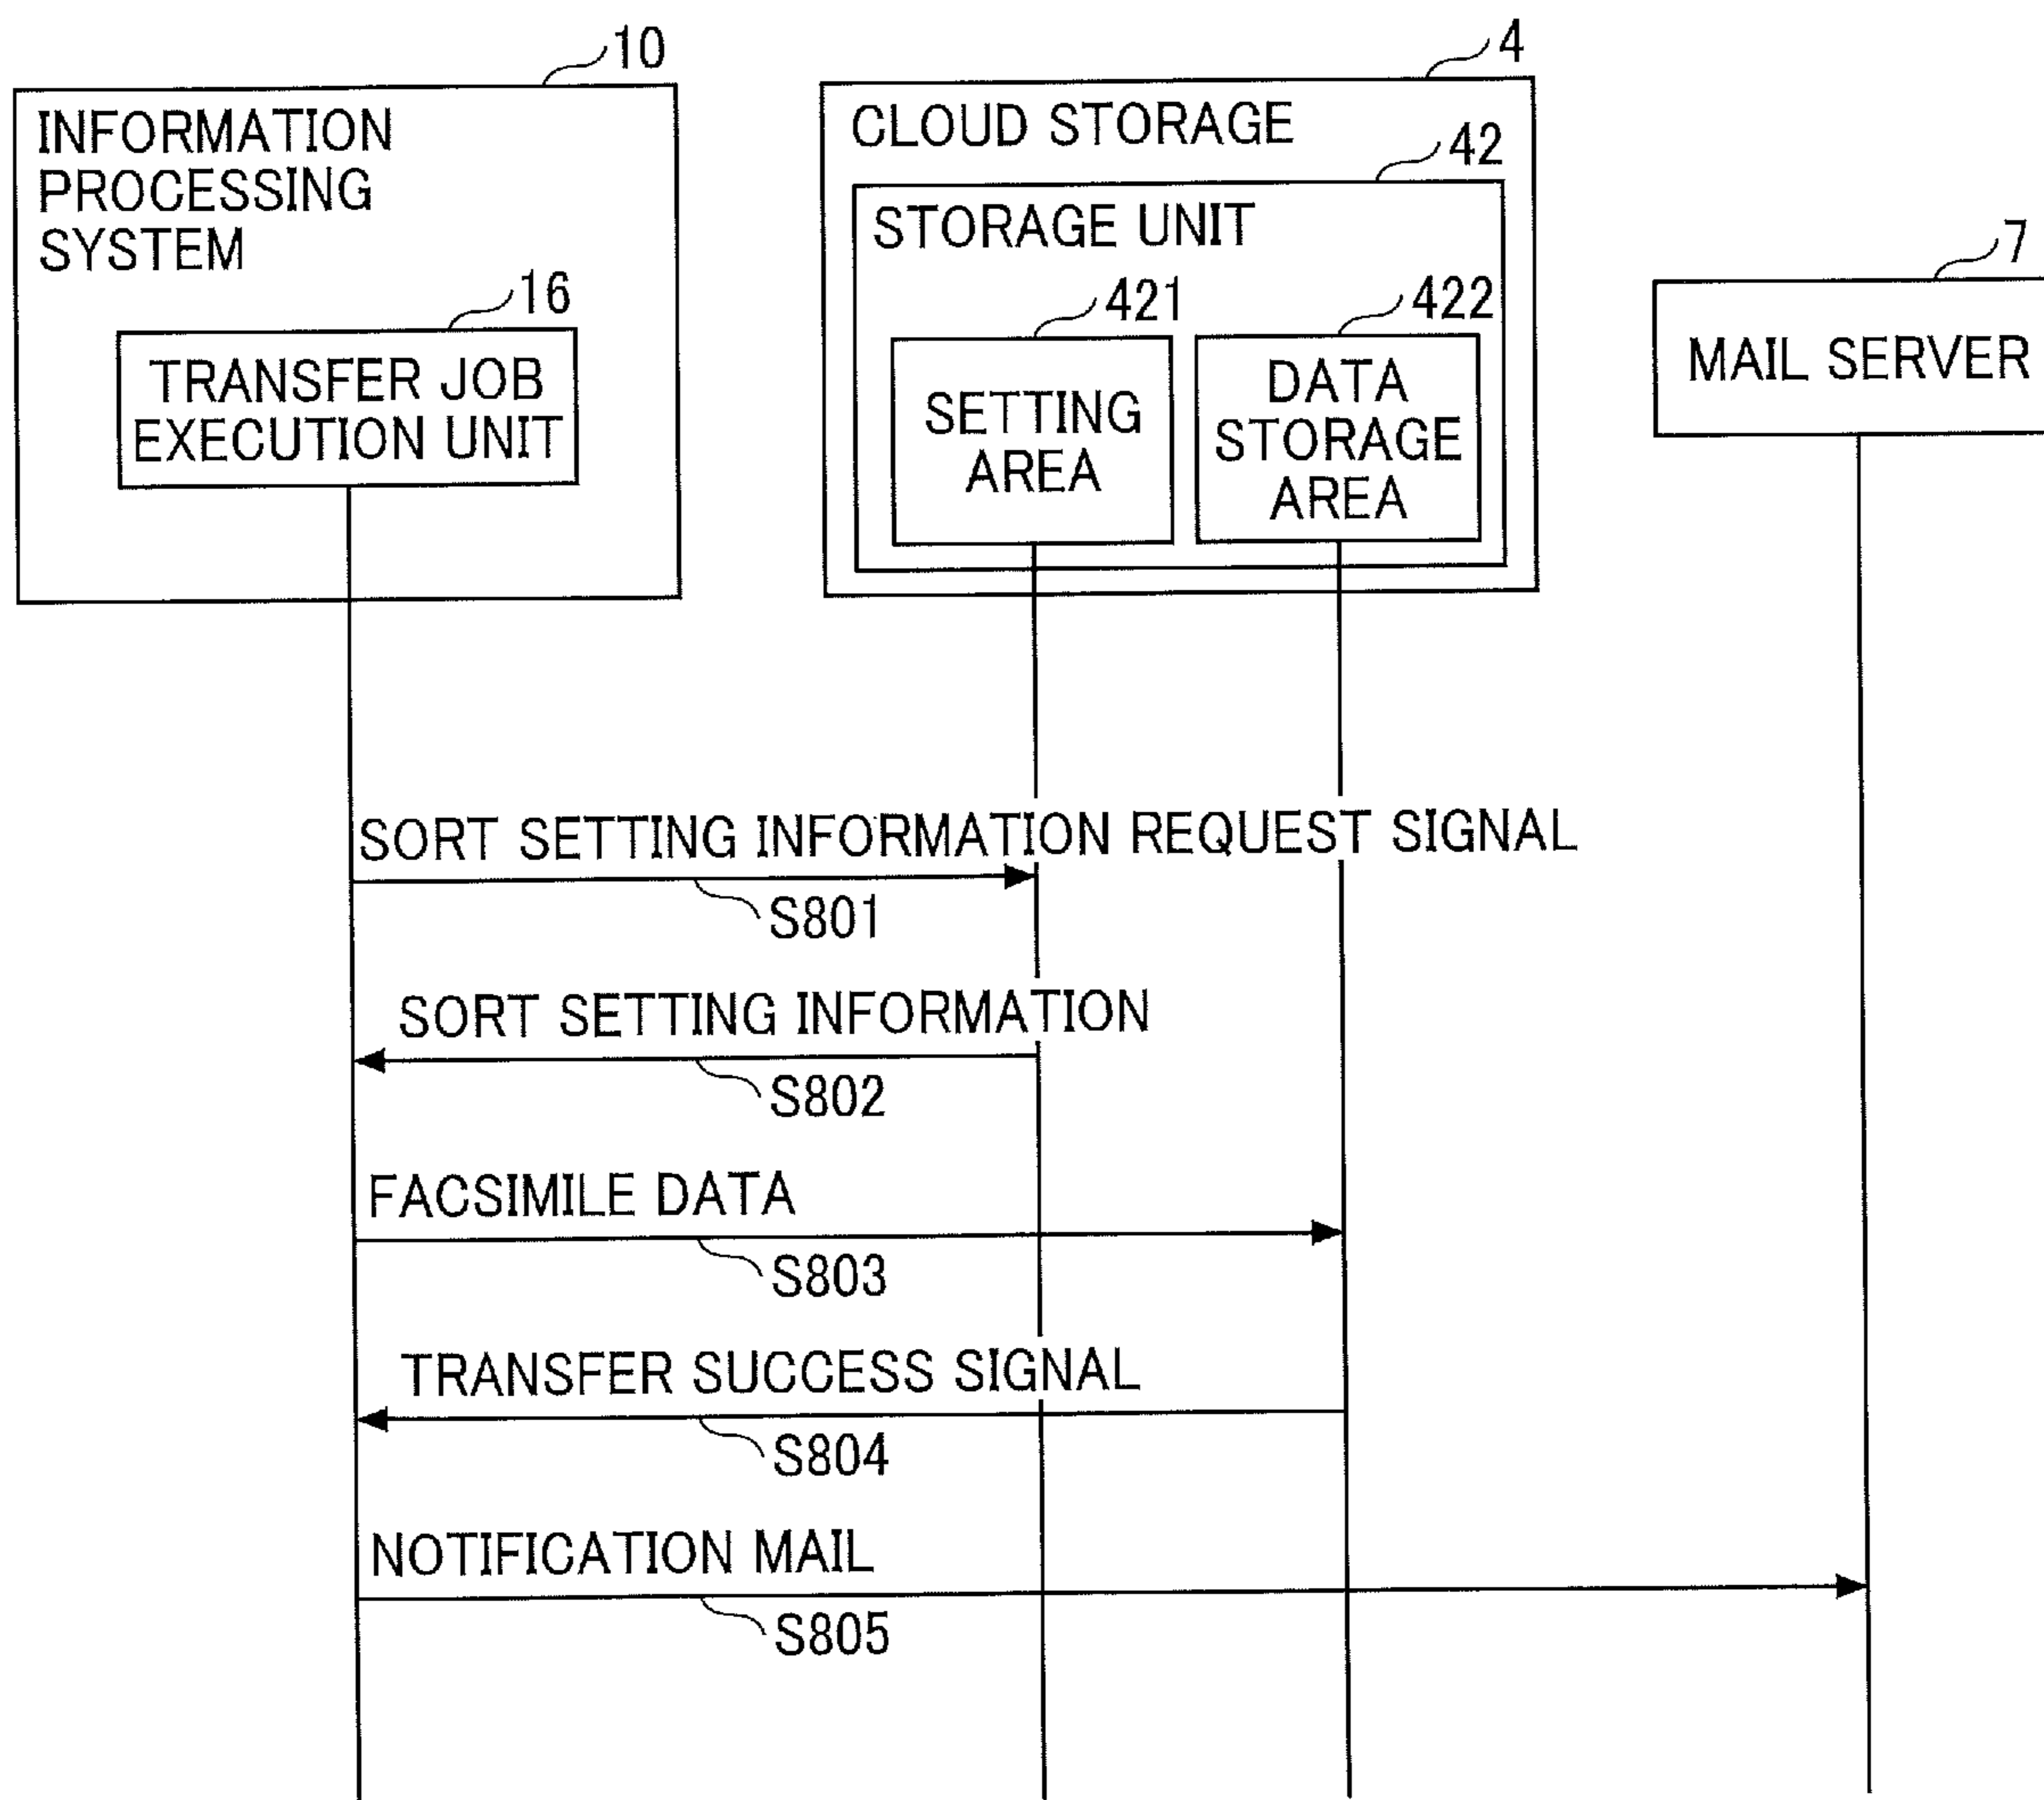 10
INFORMATION
PROCESSING
SYSTEM
16
TRANSFER JOB
EXECUTION UNIT
4
CLOUD STORAGE
42
STORAGE UNIT
421
SETTING
AREA
422
DATA
STORAGE
AREA
7
MAIL SERVER
SORT SETTING INFORMATION REQUEST SIGNAL
S801
SORT SETTING INFORMATION
S802
FACSIMILE DATA
S803
TRANSFER SUCCESS SIGNAL
S804
NOTIFICATION MAIL
S805